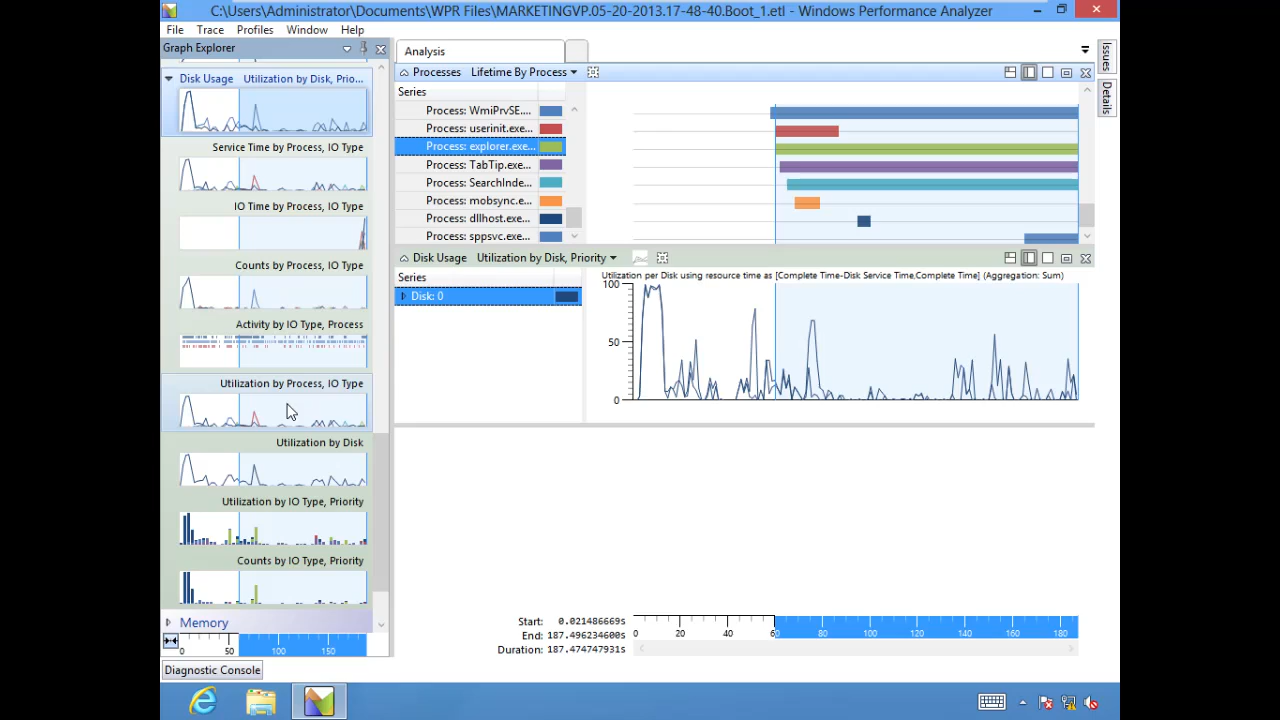 C:\Users\Administrator\Documents\WPR Files\MARKETINGVP.05-20-2013.17-48-40.Boot_1.etl - Windows Performance Analyzer
File Trace Profiles Window Help
Graph Explorer
Disk Usage Utilization by Disk, Prio...
Service Time by Process, IO Type
IO Time by Process, IO Type
Counts by Process, IO Type
Activity by IO Type, Process
Utilization by Process, IO Type
Utilization by Disk
Utilization by IO Type, Priority
Counts by IO Type, Priority
Memory
0 50 100 150
Diagnostic Console
Analysis
Processes Lifetime By Process
Series
Process: WmiPrvSE....
Process: userinit.exe...
Process: explorer.exe...
Process: TabTip.exe...
Process: SearchInde...
Process: mobsync.e...
Process: dllhost.exe...
Process: sppsvc.exe...
Disk Usage Utilization by Disk, Priority
Series
Disk: 0
Utilization per Disk using resource time as [Complete Time-Disk Service Time,Complete Time] (Aggregation: Sum)
100
50
0
Start: 0.021486669s
End: 187.496234600s
Duration: 187.474747931s
0 20 40 60 80 100 120 140 160 180
Issues
Details